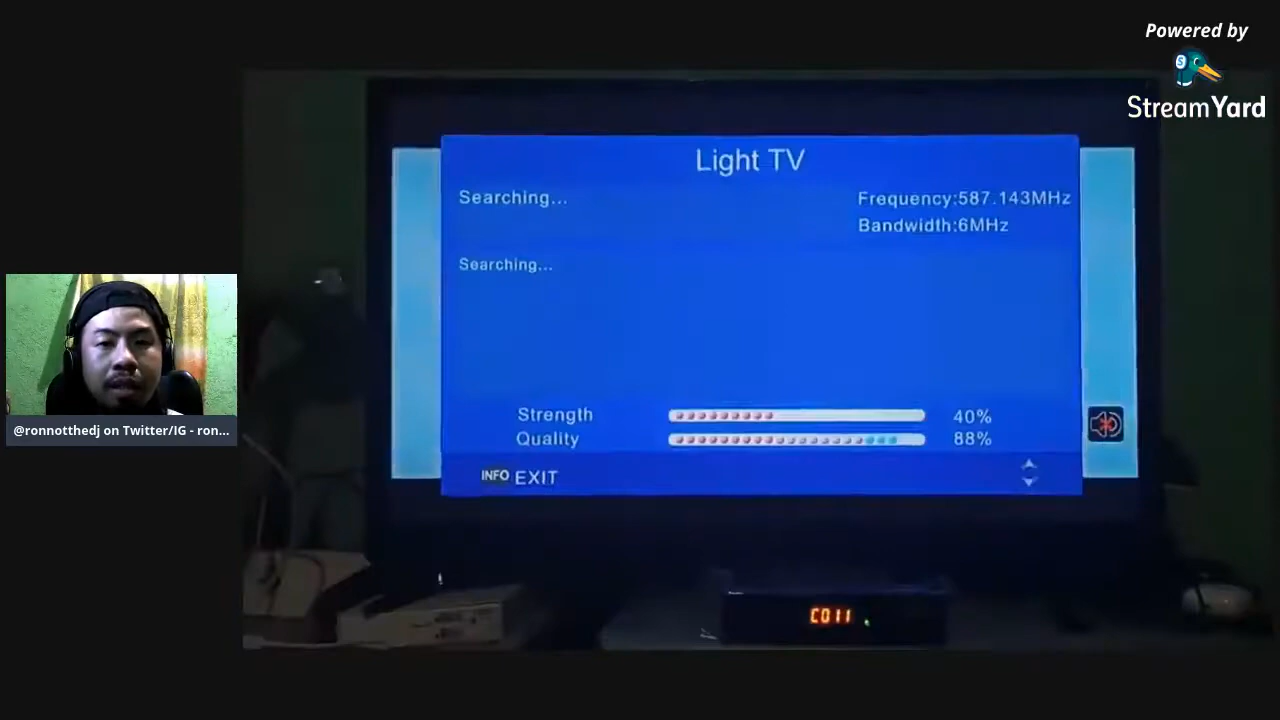 Powered by
StreamYard
Light TV
Searching...
Frequency:587.143MHz
Bandwidth:6MHz
Searching...
Strength 40%
Quality 88%
INFO EXIT
@ronnotthedj on Twitter/IG - ron...
C011